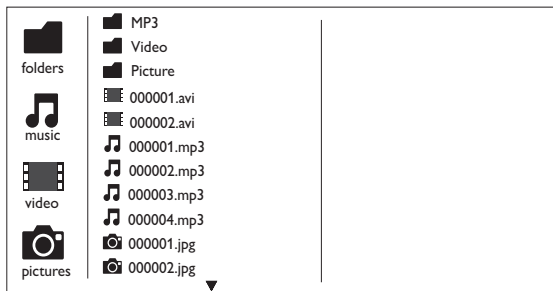 folders
music
video
pictures
MP3
Video
Picture
000001.avi
000002.avi
000001.mp3
000002.mp3
000003.mp3
000004.mp3
000001.jpg
000002.jpg